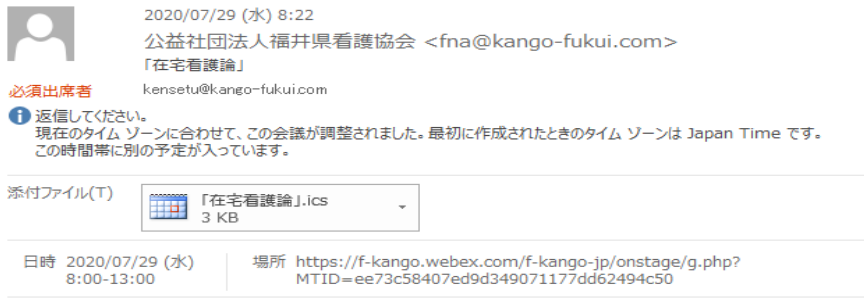 2020/07/29 (水) 8:22
公益社団法人福井県看護協会 <fna@kango-fukui.com>
「在宅看護論」
必須出席者 kensetu@kango-fukui.com
返信してください。
現在のタイム ゾーンに合わせて、この会議が調整されました。最初に作成されたときのタイム ゾーンは Japan Time です。
この時間帯に別の予定が入っています。
添付ファイル(T)
「在宅看護論」.ics
3 KB
日時 2020/07/29 (水)
8:00-13:00
場所 https://f-kango.webex.com/f-kango-jp/onstage/g.php?
MTID=ee73c58407ed9d349071177dd62494c50